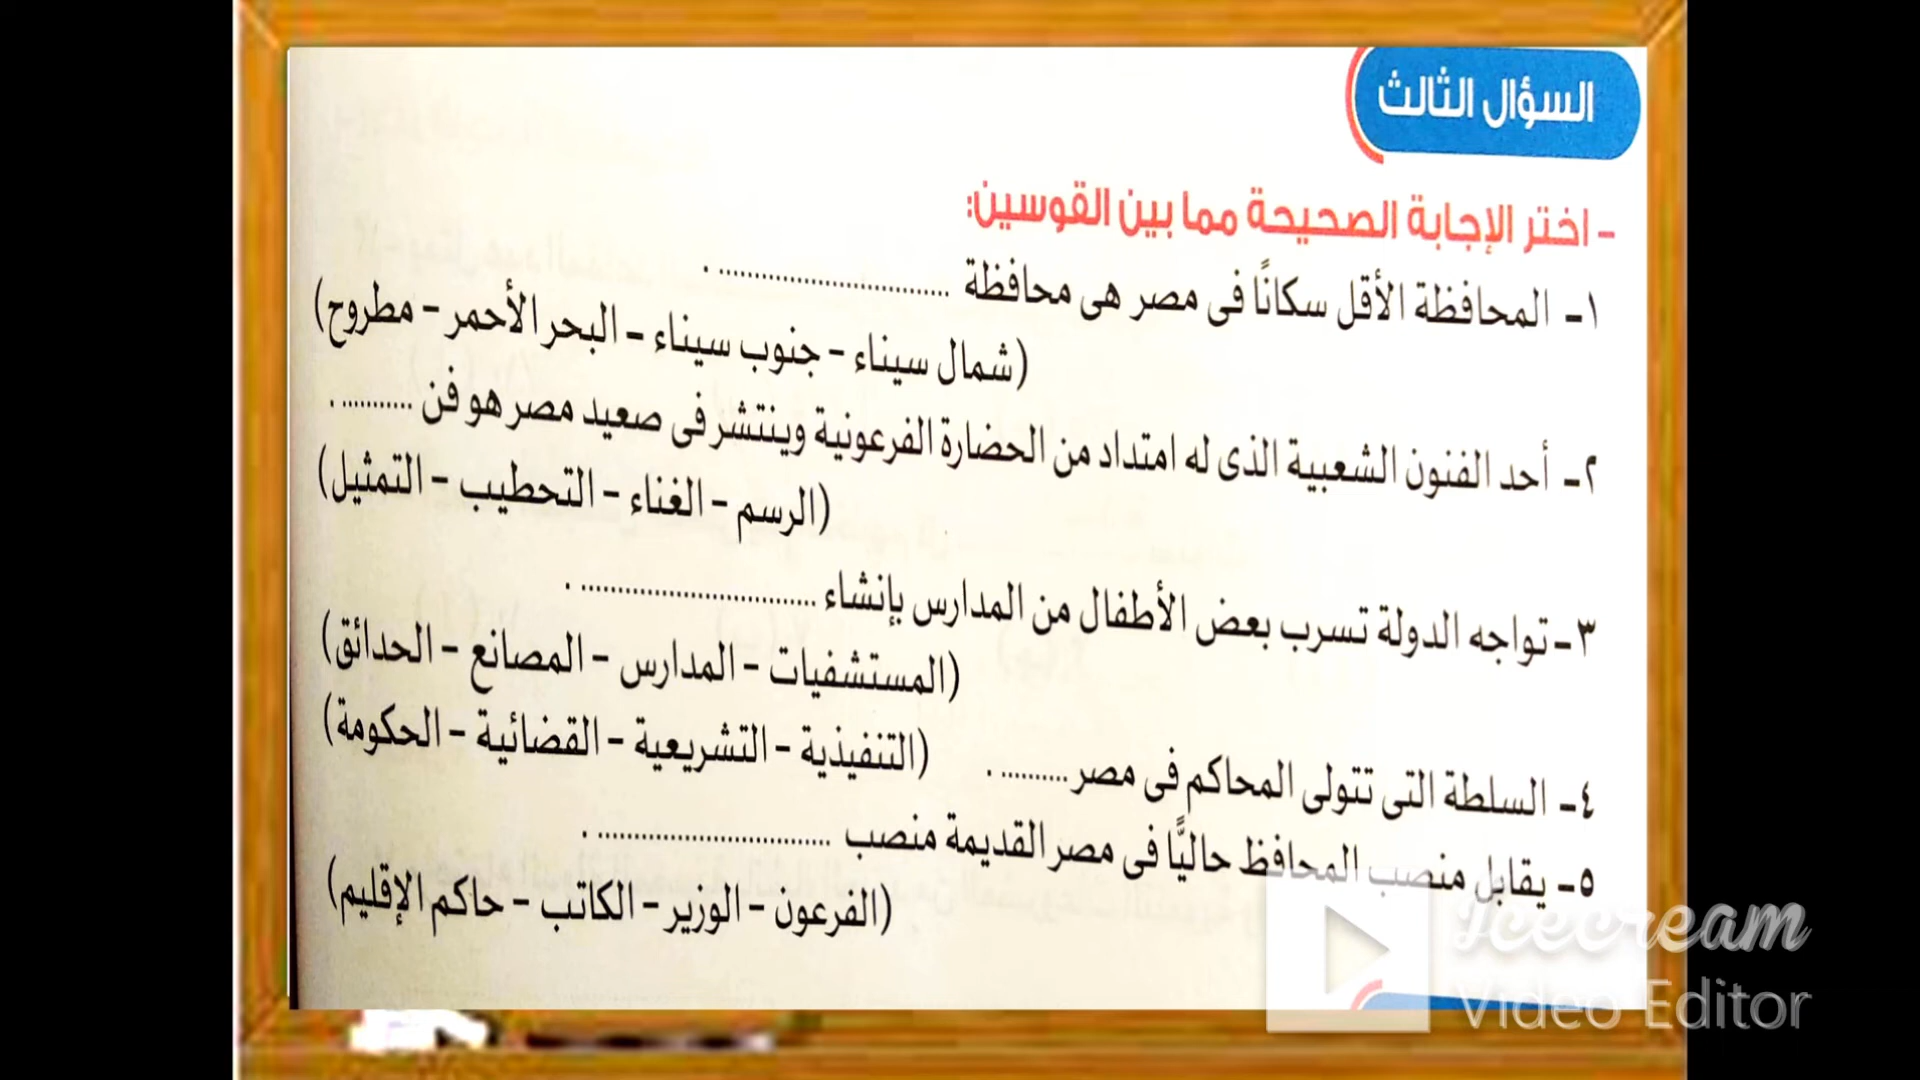 السؤال الثالث
- اختر الإجابة الصحيحة مما بين القوسين:
١- المحافظة الأقل سكانًا فى مصر هى محافظة .............................. .
(شمال سيناء - جنوب سيناء - البحر الأحمر - مطروح)
٢- أحد الفنون الشعبية الذى له امتداد من الحضارة الفرعونية وينتشر فى صعيد مصر هو فن .......... .
(الرسم - الغناء - التحطيب - التمثيل)
٣- تواجه الدولة تسرب بعض الأطفال من المدارس بإنشاء .............................. .
(المستشفيات - المدارس - المصانع - الحدائق)
٤- السلطة التى تتولى المحاكم فى مصر .......... . (التنفيذية - التشريعية - القضائية - الحكومة)
٥- يقابل منصب المحافظ حاليًّا فى مصر القديمة منصب .............................. .
(الفرعون - الوزير - الكاتب - حاكم الإقليم)
Icecream
Video Editor